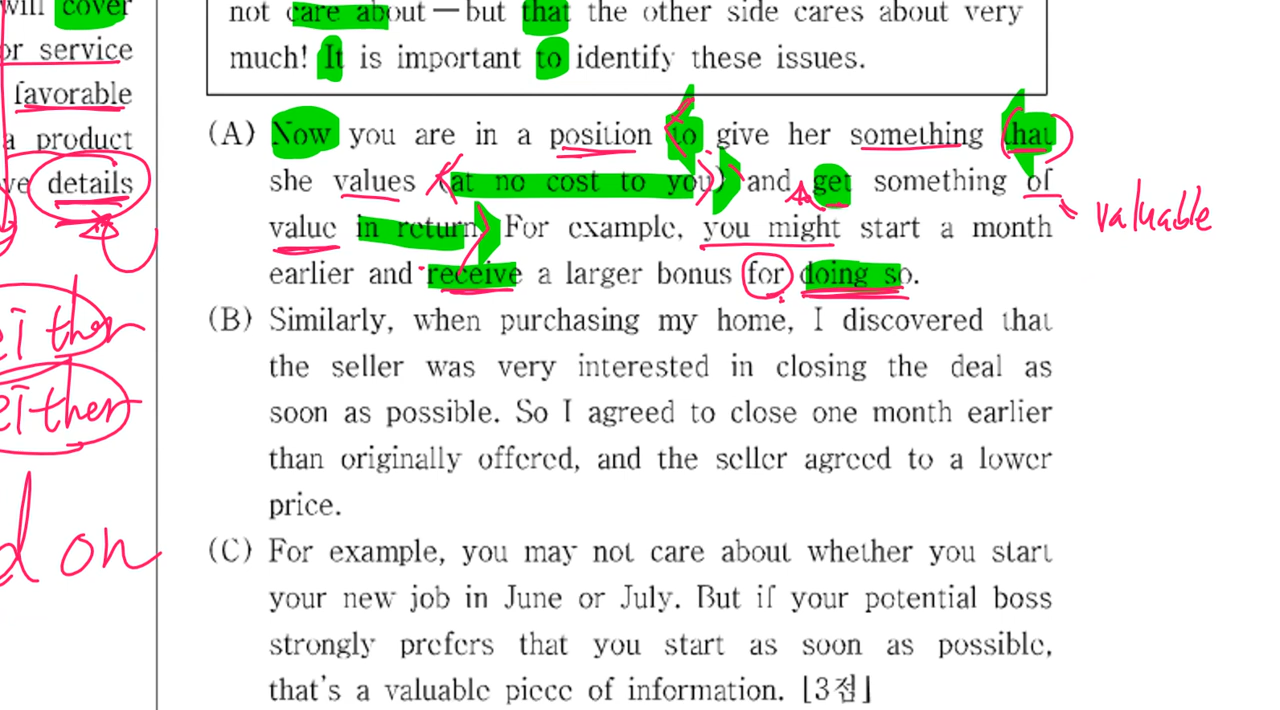 will cover
or service
favorable
a product
ve details
either
either
d on
not care about — but that the other side cares about very
much! It is important to identify these issues.
(A) Now you are in a position to give her something that
she values (at no cost to you) and get something of
value in return. For example, you might start a month
earlier and receive a larger bonus for doing so.
valuable
(B) Similarly, when purchasing my home, I discovered that
the seller was very interested in closing the deal as
soon as possible. So I agreed to close one month earlier
than originally offered, and the seller agreed to a lower
price.
(C) For example, you may not care about whether you start
your new job in June or July. But if your potential boss
strongly prefers that you start as soon as possible,
that's a valuable piece of information. [3점]